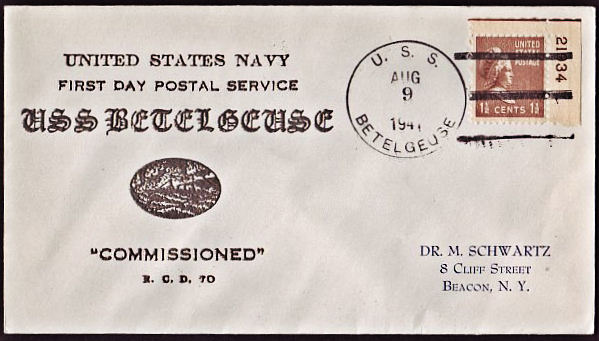 UNITED STATES NAVY
FIRST DAY POSTAL SERVICE
USS BETELGEUSE
"COMMISSIONED"
R. C. D. 70
U. S. S.
AUG
9
1941
BETELGEUSE
UNITED
STATES
POSTAGE
1½ CENTS 1½
DR. M. SCHWARTZ
8 CLIFF STREET
BEACON, N. Y.